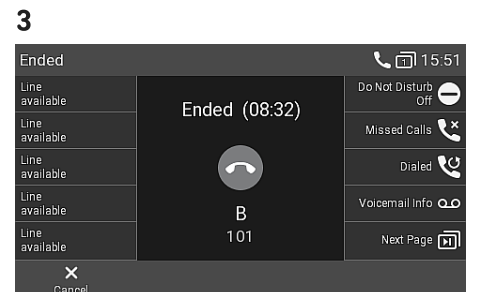 3
Ended
1
15:51
Line
available
Line
available
Line
available
Line
available
Line
available
Ended (08:32)
B
101
Do Not Disturb
Off
Missed Calls
Dialed
Voicemail Info
Next Page
Cancel